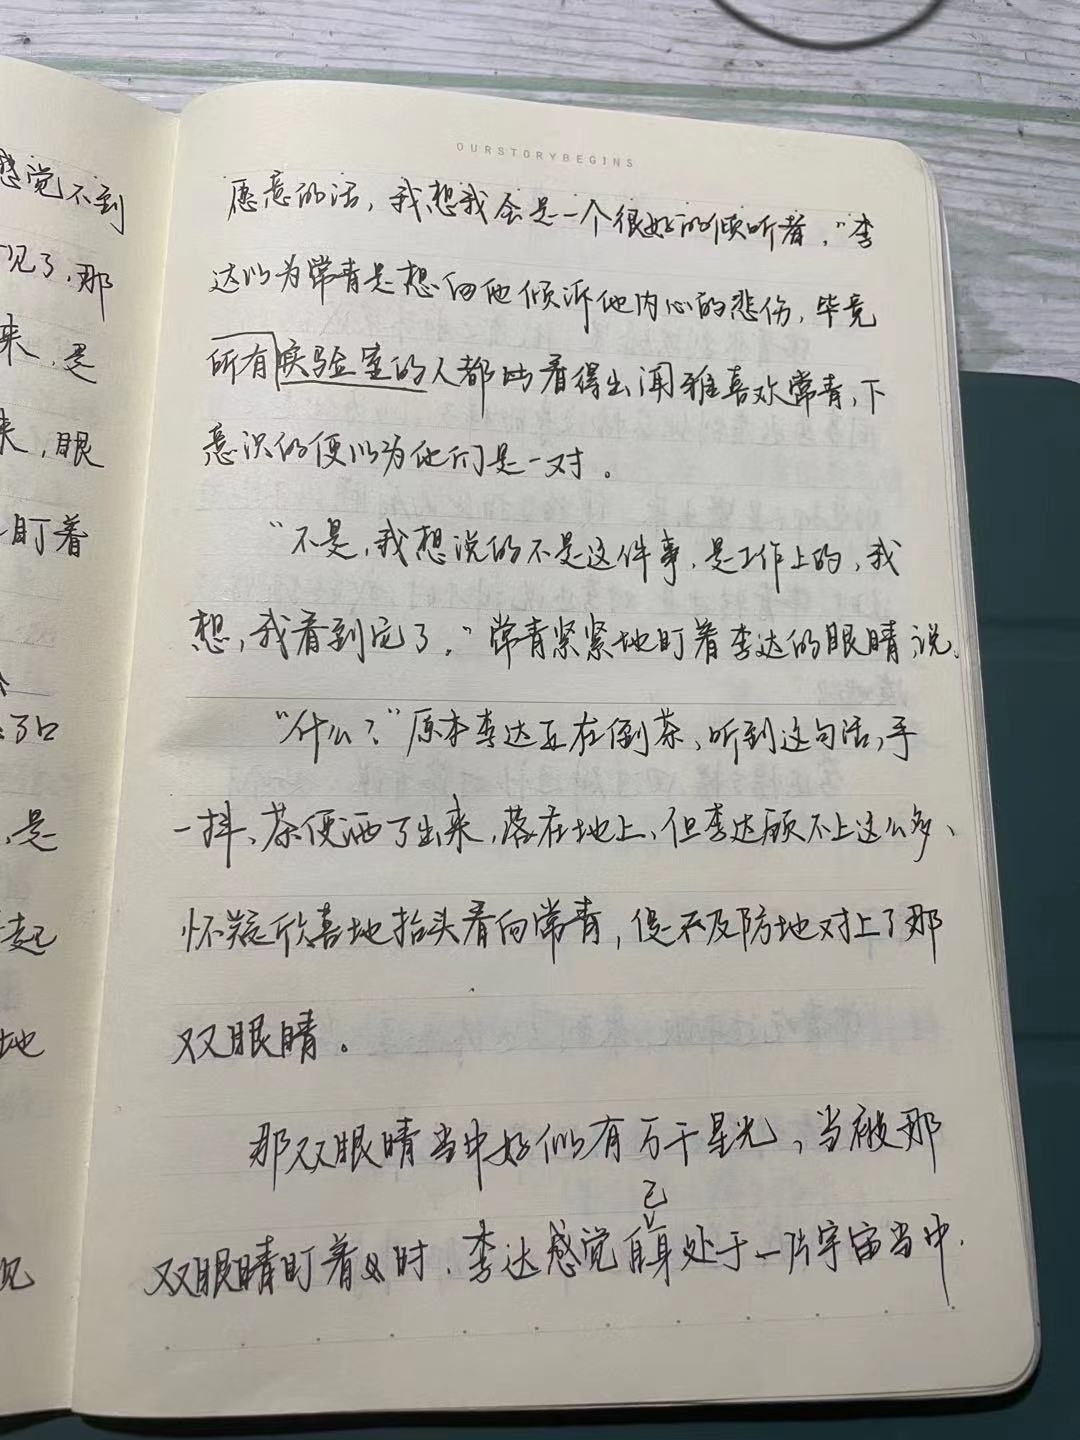 OURSTORYBEGINS
感觉不到
见了,那
来,是
来,眼
盯着
了口
,是
起
地
况
愿意的话,我想我会是一个很好的倾听者。"李
达以为常青是想向他倾诉他内心的悲伤,毕竟
所有实验室的人都看得出闻雅喜欢常青,下
意识的便以为他们是一对。
"不是,我想说的不是这件事,是工作上的,我
想,我看到完了。"常青紧紧地盯着李达的眼睛说。
"什么?"原本李达正在倒茶,听到这句话,手
一抖、茶便洒了出来,落在地上、但李达顾不上这么多、
怀疑欣喜地抬头看向常青,促不及防地对上了那
双眼睛。
那双眼睛当中好似有万千星光,当被那
双眼睛盯着时.李达感觉自己身处于一片宇宙当中.